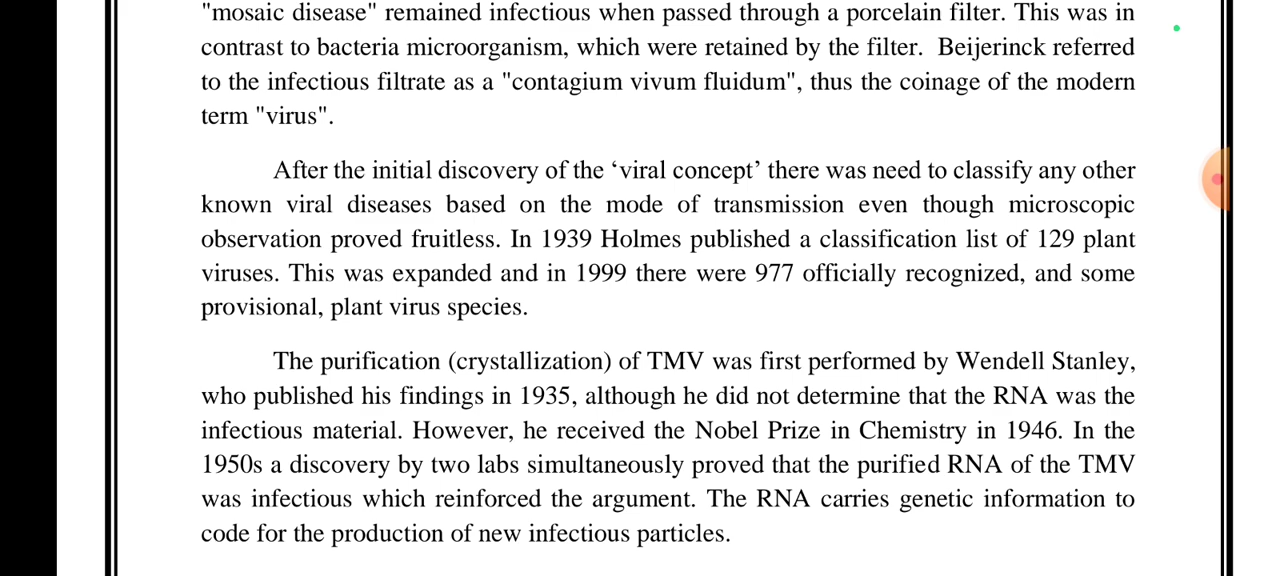 "mosaic disease" remained infectious when passed through a porcelain filter. This was in
contrast to bacteria microorganism, which were retained by the filter.  Beijerinck referred
to the infectious filtrate as a "contagium vivum fluidum", thus the coinage of the modern
term "virus".
After the initial discovery of the ‘viral concept’ there was need to classify any other
known viral diseases based on the mode of transmission even though microscopic
observation proved fruitless. In 1939 Holmes published a classification list of 129 plant
viruses. This was expanded and in 1999 there were 977 officially recognized, and some
provisional, plant virus species.
The purification (crystallization) of TMV was first performed by Wendell Stanley,
who published his findings in 1935, although he did not determine that the RNA was the
infectious material. However, he received the Nobel Prize in Chemistry in 1946. In the
1950s a discovery by two labs simultaneously proved that the purified RNA of the TMV
was infectious which reinforced the argument. The RNA carries genetic information to
code for the production of new infectious particles.